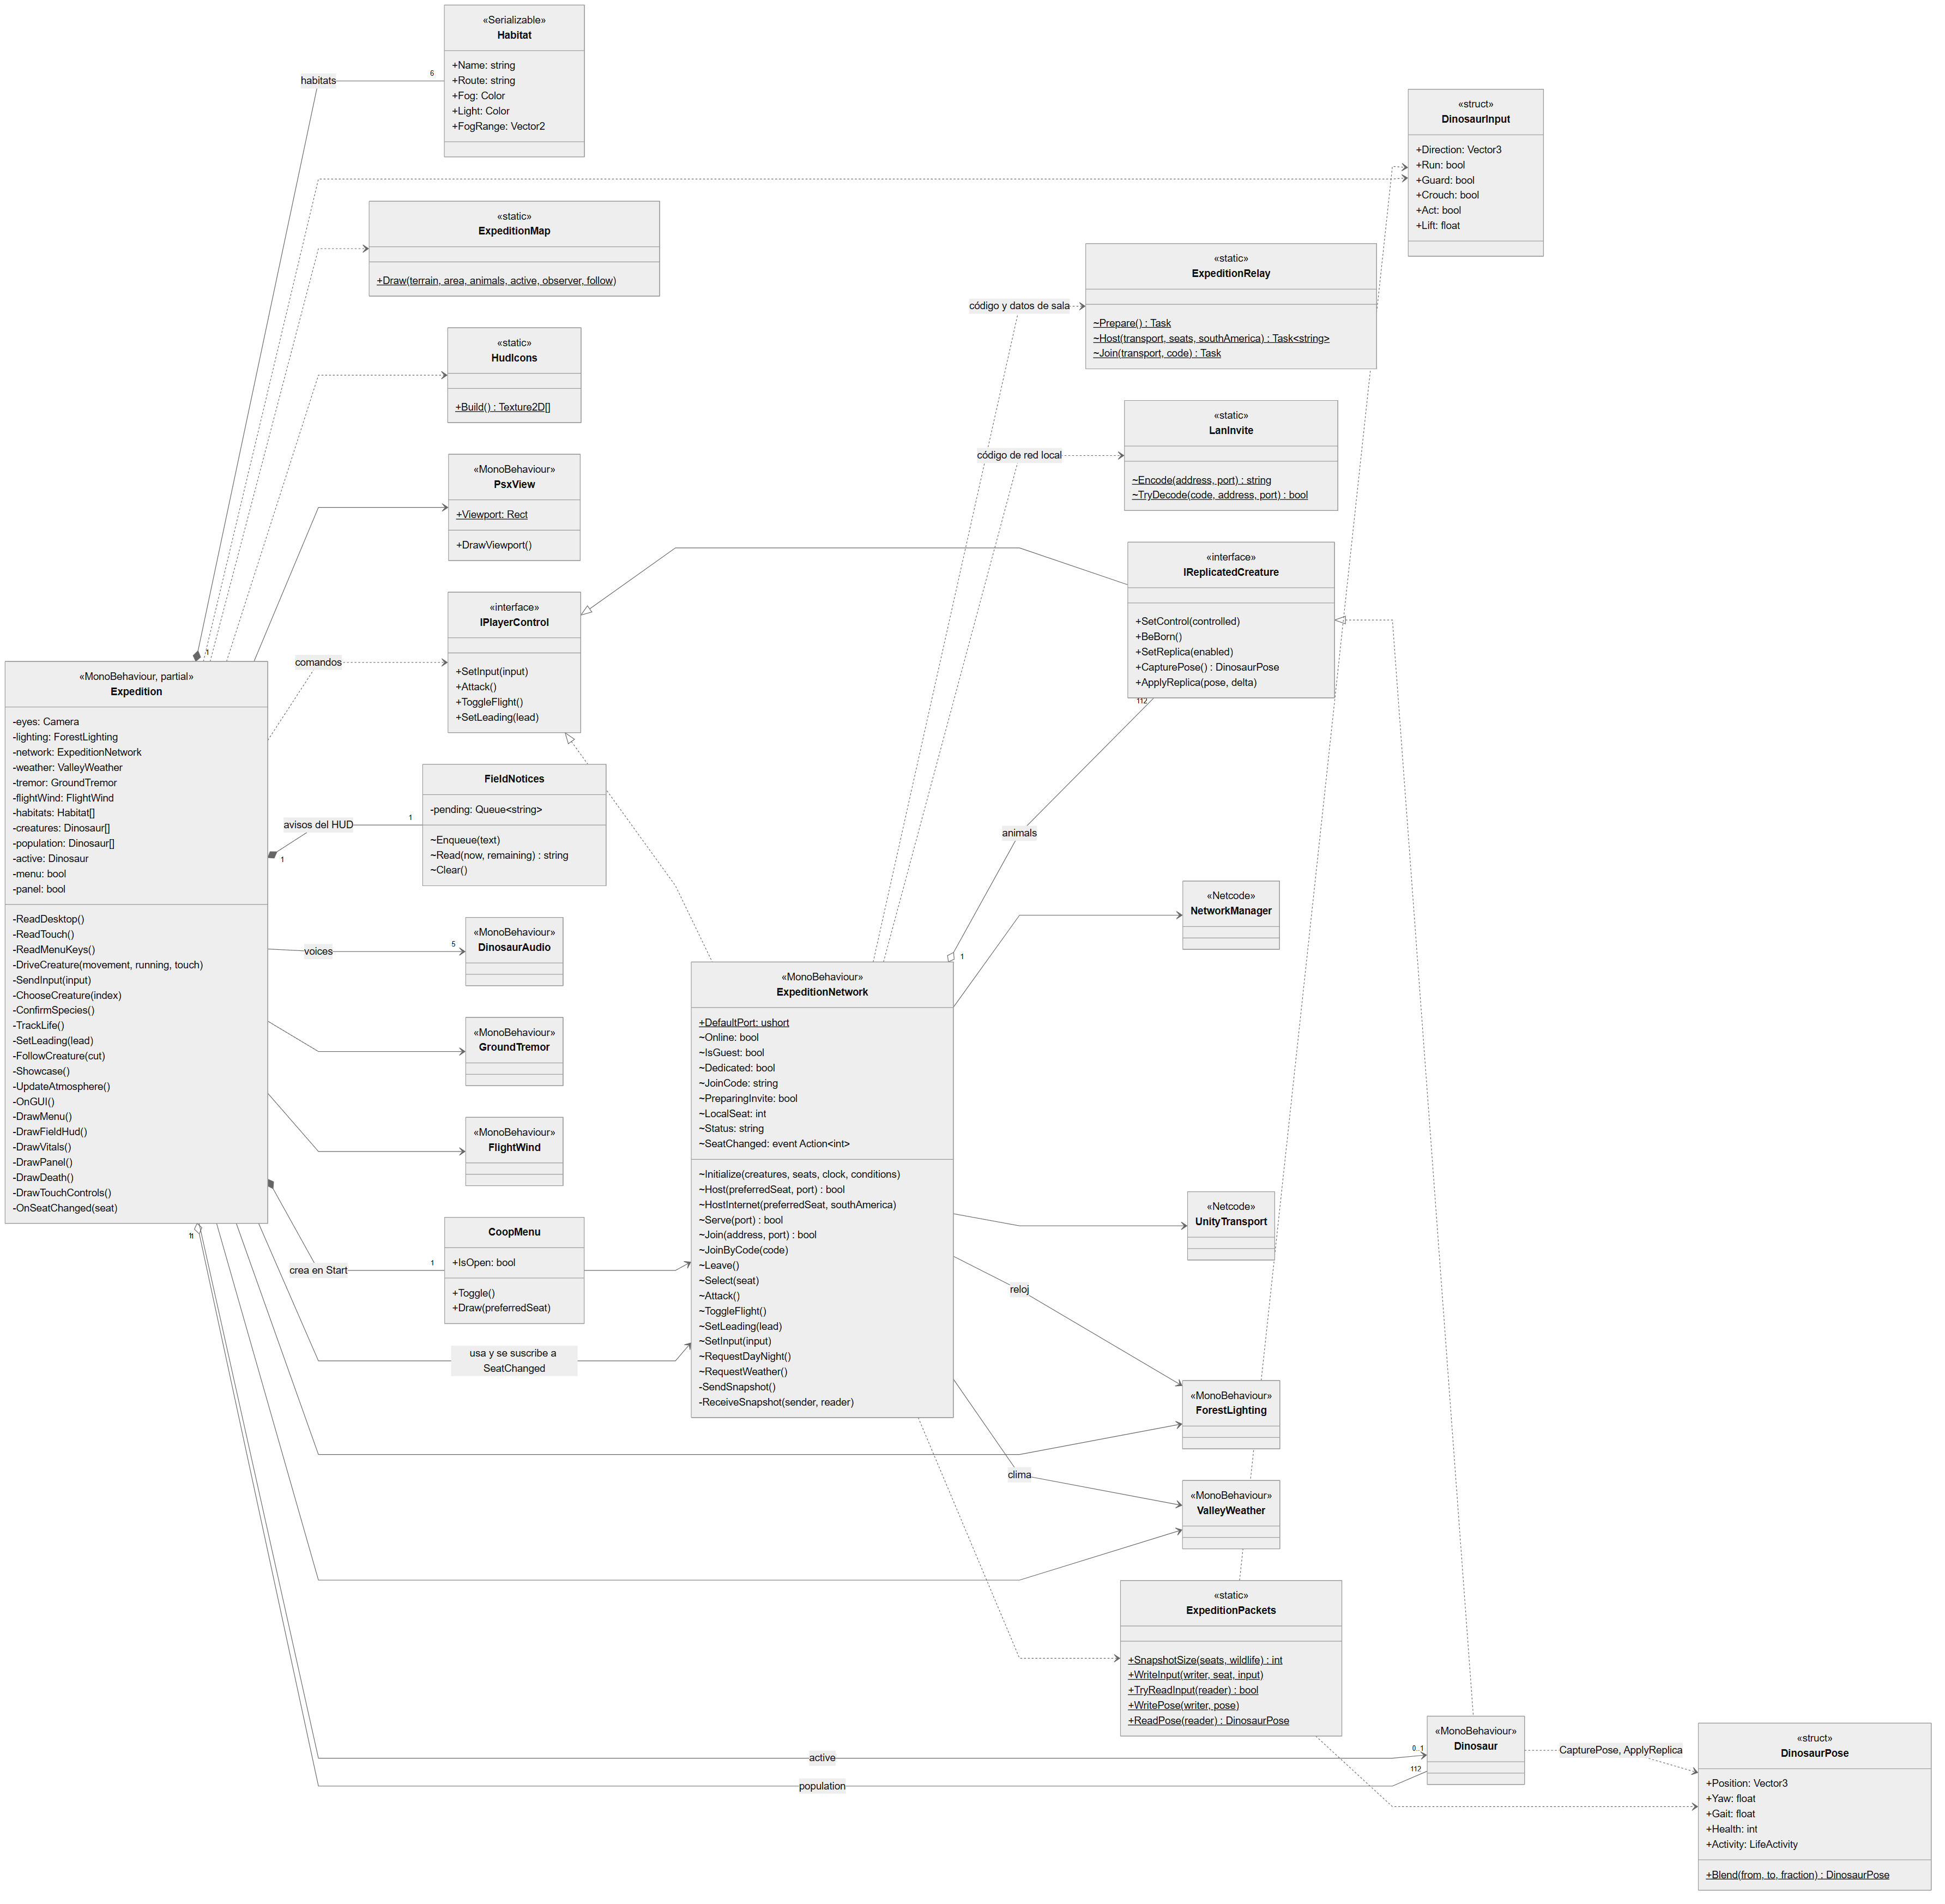 «Serializable»
Habitat
+Name: string
+Route: string
+Fog: Color
+Light: Color
+FogRange: Vector2
habitats
6
1
«struct»
DinosaurInput
+Direction: Vector3
+Run: bool
+Guard: bool
+Crouch: bool
+Act: bool
+Lift: float
«static»
ExpeditionMap
+Draw(terrain, area, animals, active, observer, follow)
«static»
ExpeditionRelay
~Prepare() : Task
~Host(transport, seats, southAmerica) : Task<string>
~Join(transport, code) : Task
código y datos de sala
«static»
HudIcons
+Build() : Texture2D[]
«static»
LanInvite
~Encode(address, port) : string
~TryDecode(code, address, port) : bool
código de red local
«MonoBehaviour»
PsxView
+Viewport: Rect
+DrawViewport()
«interface»
IReplicatedCreature
+SetControl(controlled)
+BeBorn()
+SetReplica(enabled)
+CapturePose() : DinosaurPose
+ApplyReplica(pose, delta)
112
animals
1
«interface»
IPlayerControl
+SetInput(input)
+Attack()
+ToggleFlight()
+SetLeading(lead)
comandos
«MonoBehaviour, partial»
Expedition
-eyes: Camera
-lighting: ForestLighting
-network: ExpeditionNetwork
-weather: ValleyWeather
-tremor: GroundTremor
-flightWind: FlightWind
-habitats: Habitat[]
-creatures: Dinosaur[]
-population: Dinosaur[]
-active: Dinosaur
-menu: bool
-panel: bool
-ReadDesktop()
-ReadTouch()
-ReadMenuKeys()
-DriveCreature(movement, running, touch)
-SendInput(input)
-ChooseCreature(index)
-ConfirmSpecies()
-TrackLife()
-SetLeading(lead)
-FollowCreature(cut)
-Showcase()
-UpdateAtmosphere()
-OnGUI()
-DrawMenu()
-DrawFieldHud()
-DrawVitals()
-DrawPanel()
-DrawDeath()
-DrawTouchControls()
-OnSeatChanged(seat)
FieldNotices
-pending: Queue<string>
~Enqueue(text)
~Read(now, remaining) : string
~Clear()
avisos del HUD
1
1
«MonoBehaviour»
DinosaurAudio
voices
5
«MonoBehaviour»
GroundTremor
«MonoBehaviour»
FlightWind
CoopMenu
+IsOpen: bool
+Toggle()
+Draw(preferredSeat)
crea en Start
1
usa y se suscribe a
SeatChanged
«MonoBehaviour»
ExpeditionNetwork
+DefaultPort: ushort
~Online: bool
~IsGuest: bool
~Dedicated: bool
~JoinCode: string
~PreparingInvite: bool
~LocalSeat: int
~Status: string
~SeatChanged: event Action<int>
~Initialize(creatures, seats, clock, conditions)
~Host(preferredSeat, port) : bool
~HostInternet(preferredSeat, southAmerica)
~Serve(port) : bool
~Join(address, port) : bool
~JoinByCode(code)
~Leave()
~Select(seat)
~Attack()
~ToggleFlight()
~SetLeading(lead)
~SetInput(input)
~RequestDayNight()
~RequestWeather()
-SendSnapshot()
-ReceiveSnapshot(sender, reader)
«Netcode»
NetworkManager
«Netcode»
UnityTransport
reloj
«MonoBehaviour»
ForestLighting
clima
«MonoBehaviour»
ValleyWeather
«static»
ExpeditionPackets
+SnapshotSize(seats, wildlife) : int
+WriteInput(writer, seat, input)
+TryReadInput(reader) : bool
+WritePose(writer, pose)
+ReadPose(reader) : DinosaurPose
«MonoBehaviour»
Dinosaur
active
0..1
population
112
CapturePose, ApplyReplica
«struct»
DinosaurPose
+Position: Vector3
+Yaw: float
+Gait: float
+Health: int
+Activity: LifeActivity
+Blend(from, to, fraction) : DinosaurPose